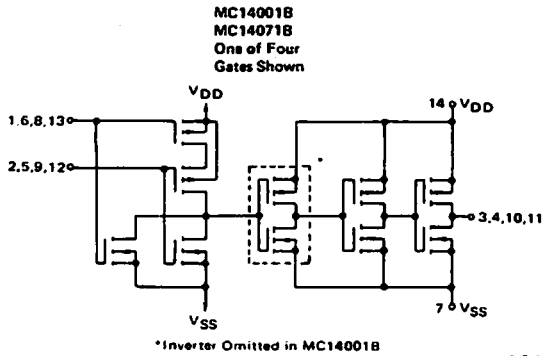 MC14001B
MC14071B
One of Four
Gates Shown
VDD
14 VDD
1,6,8,13
2,5,9,12
*
3,4,10,11
VSS
7 VSS
*Inverter Omitted in MC14001B